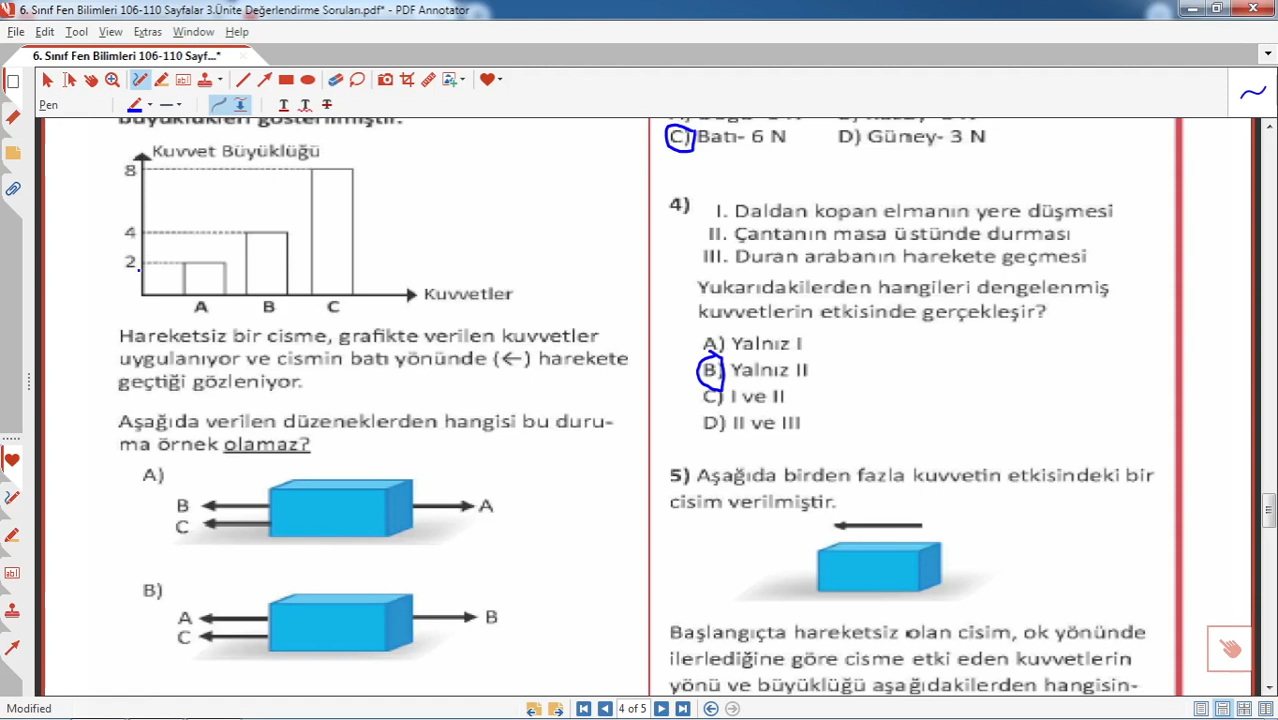 6. Sınıf Fen Bilimleri 106-110 Sayfalar 3.Ünite Değerlendirme Soruları.pdf* - PDF Annotator
File Edit Tool View Extras Window Help
6. Sınıf Fen Bilimleri 106-110 Sayf...*
Pen
büyüklükleri gösterilmiştir.
Kuvvet Büyüklüğü
8
4
2
A B C
Kuvvetler
Hareketsiz bir cisme, grafikte verilen kuvvetler
uygulanıyor ve cismin batı yönünde (←) harekete
geçtiği gözleniyor.
Aşağıda verilen düzeneklerden hangisi bu duru-
ma örnek olamaz?
A)
B
C
A
B)
A
C
B
C) Batı- 6 N D) Güney- 3 N
4) I. Daldan kopan elmanın yere düşmesi
II. Çantanın masa üstünde durması
III. Duran arabanın harekete geçmesi
Yukarıdakilerden hangileri dengelenmiş
kuvvetlerin etkisinde gerçekleşir?
A) Yalnız I
B) Yalnız II
C) I ve II
D) II ve III
5) Aşağıda birden fazla kuvvetin etkisindeki bir
cisim verilmiştir.
Başlangıçta hareketsiz olan cisim, ok yönünde
ilerlediğine göre cisme etki eden kuvvetlerin
yönü ve büyüklüğü aşağıdakilerden hangisin-
Modified
4 of 5